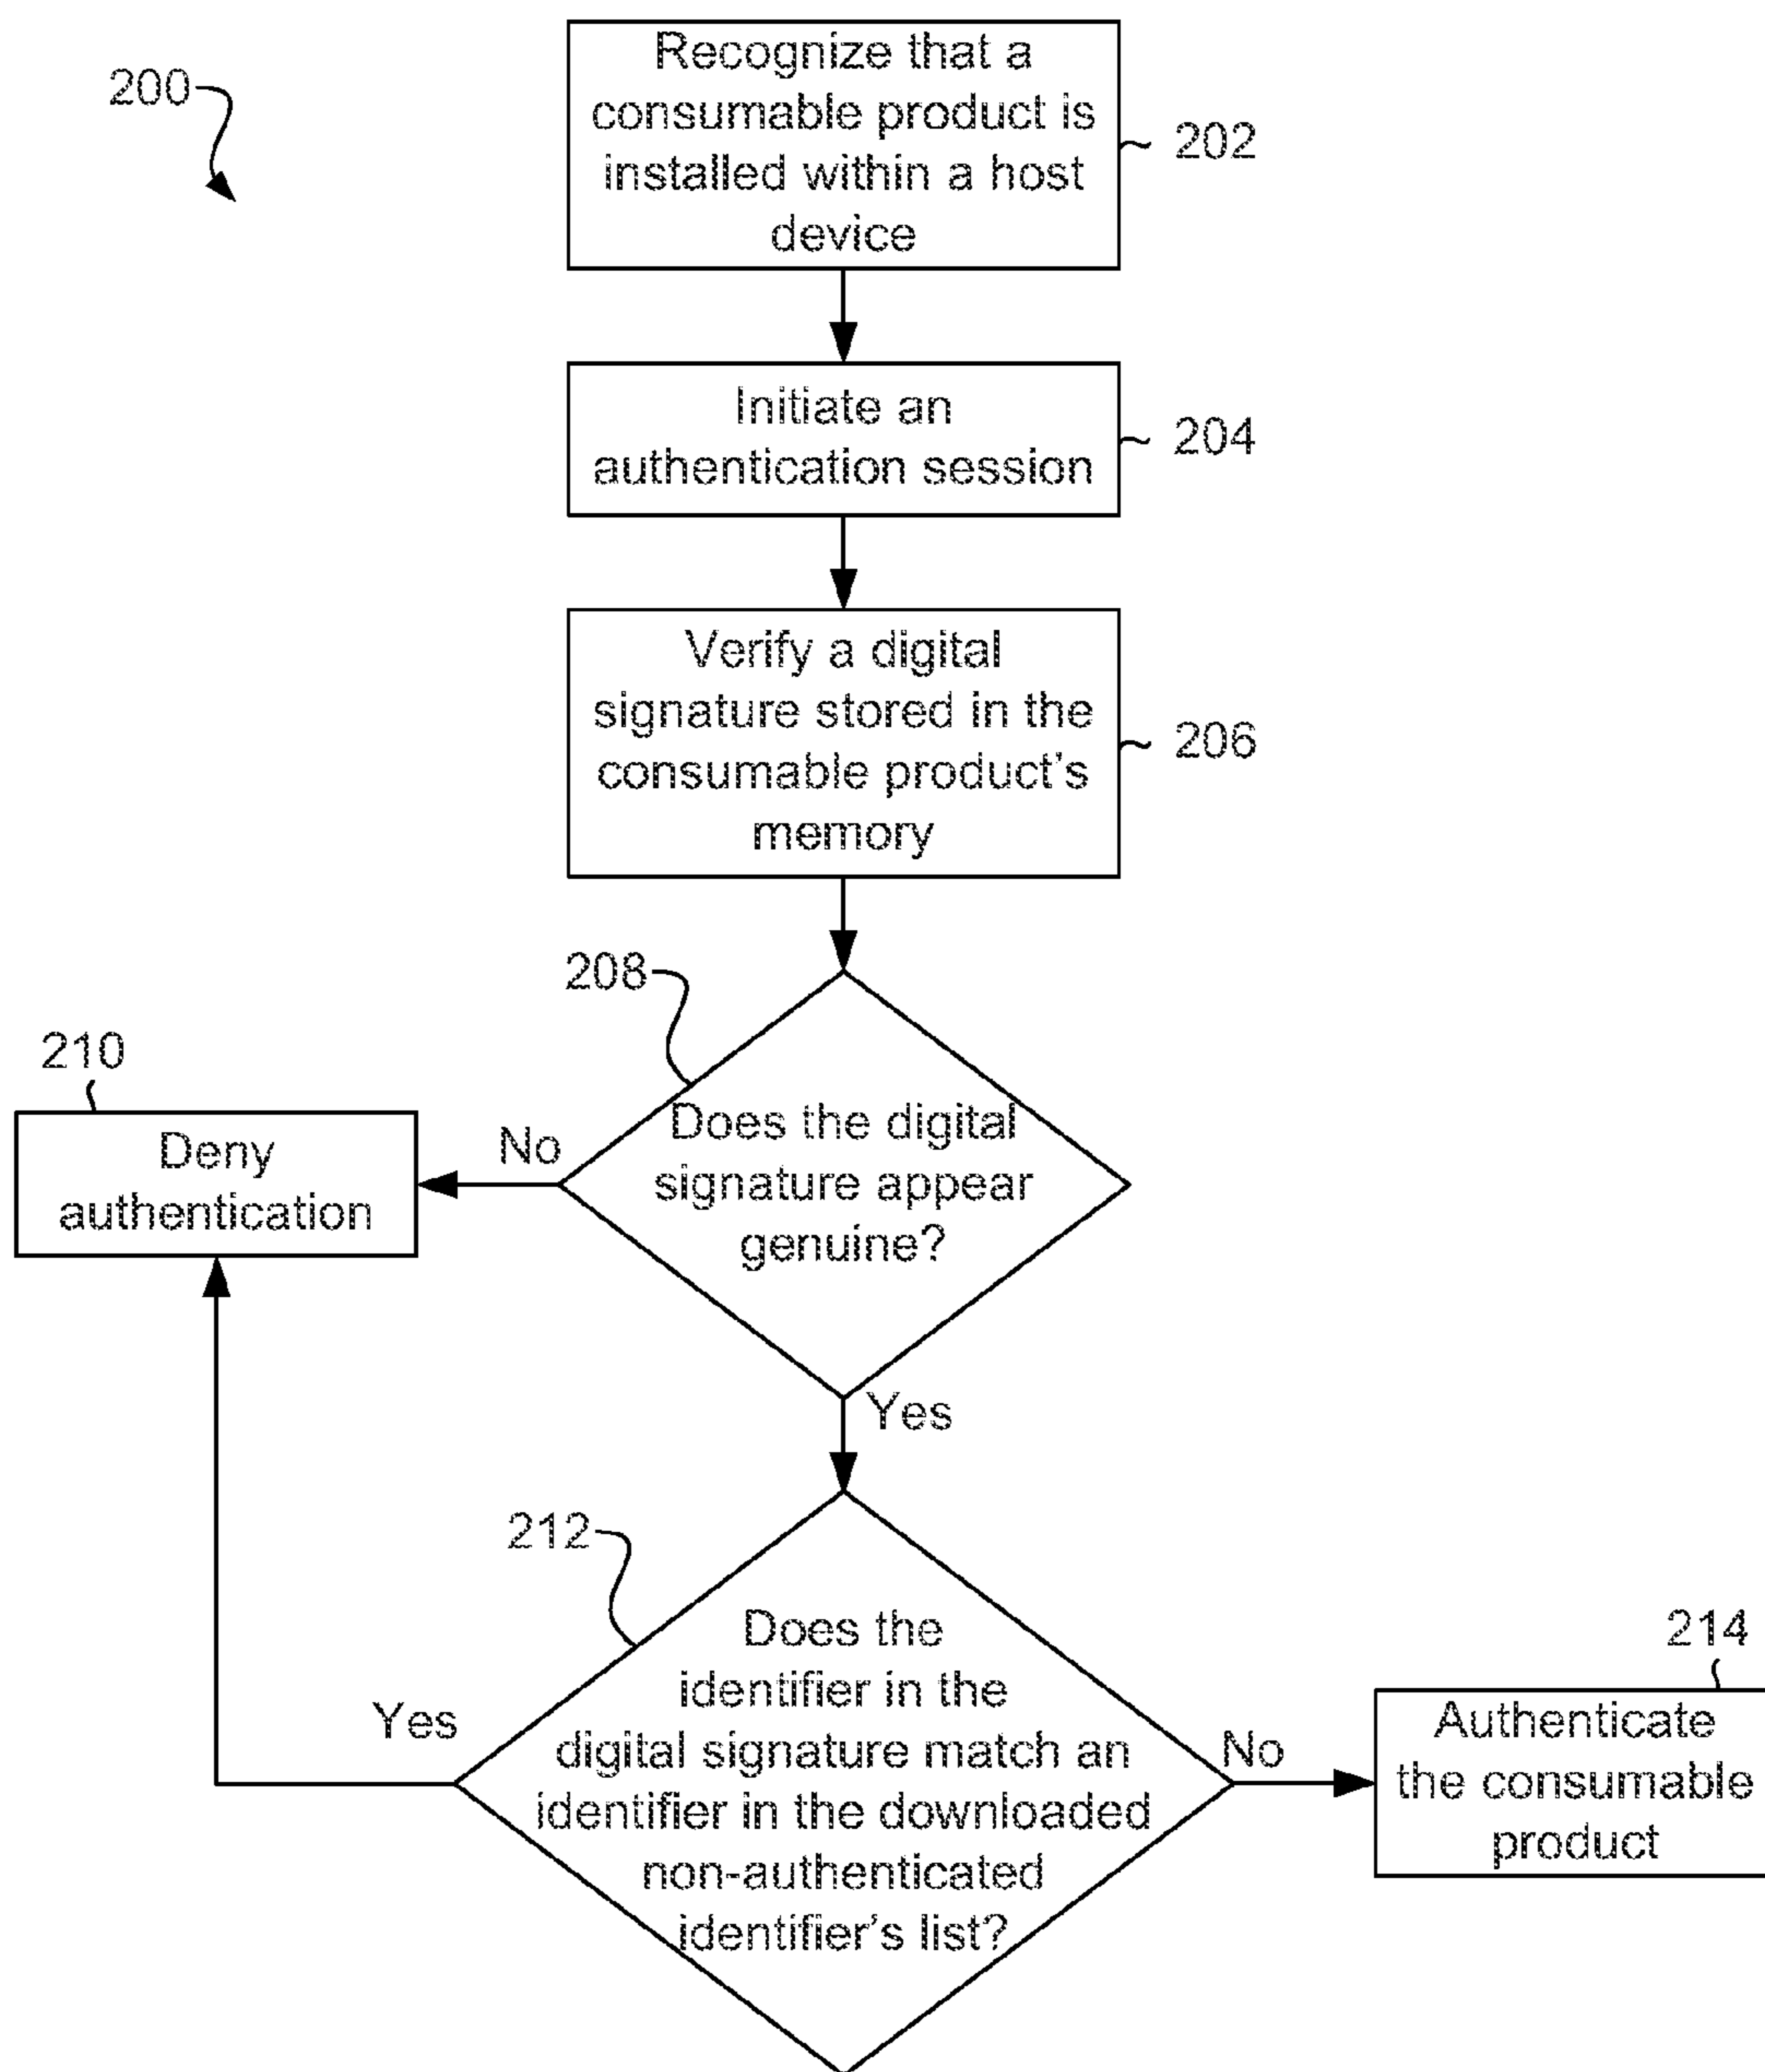 200
Recognize that a
consumable product is
installed within a host
device
202
Initiate an
authentication session
204
Verify a digital
signature stored in the
consumable product's
memory
206
208
Does the digital
signature appear
genuine?
No
210
Deny
authentication
Yes
212
Does the
identifier in the
digital signature match an
identifier in the downloaded
non-authenticated
identifier's list?
Yes
No
214
Authenticate
the consumable
product